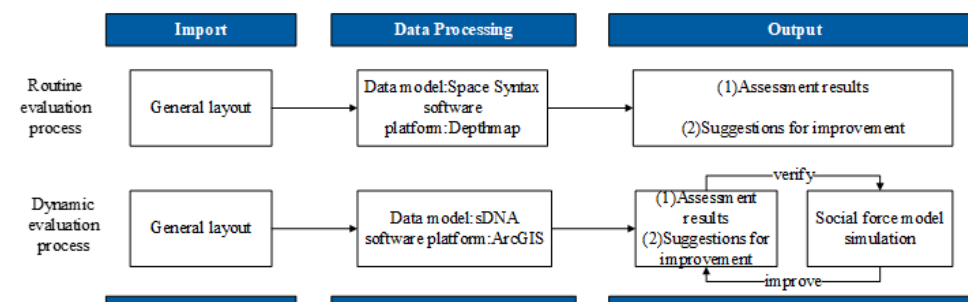 Import
Data Processing
Output
Routine
evaluation
process
General layout
Data model:Space Syntax
software
platform:Depthmap
(1)Assessment results
(2)Suggestions for improvement
Dynamic
evaluation
process
General layout
Data model:sDNA
software platform:ArcGIS
(1)Assessment
results
(2)Suggestions for
improvement
verify
Social force model
simulation
improve